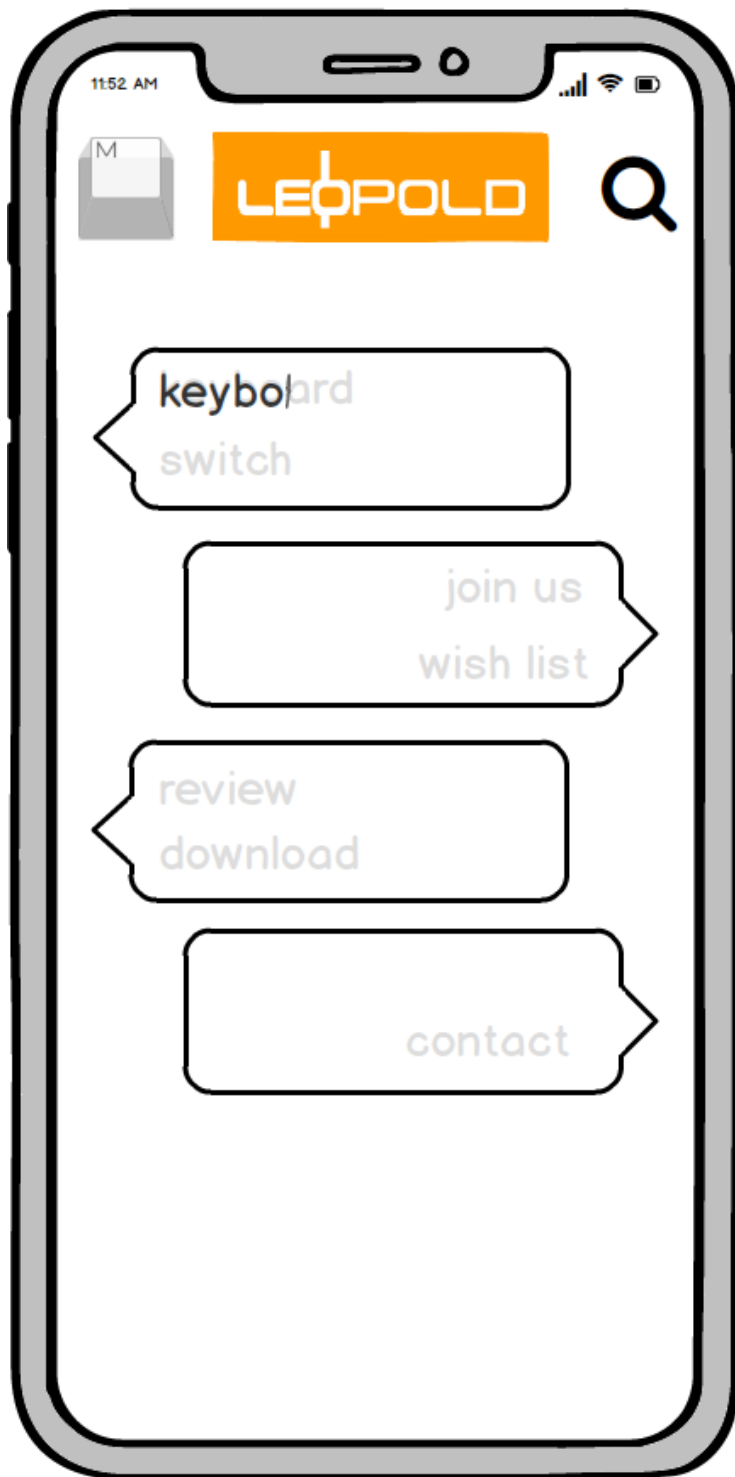 11:52 AM
M
LEOPOLD
keyboard
switch
join us
wish list
review
download
contact